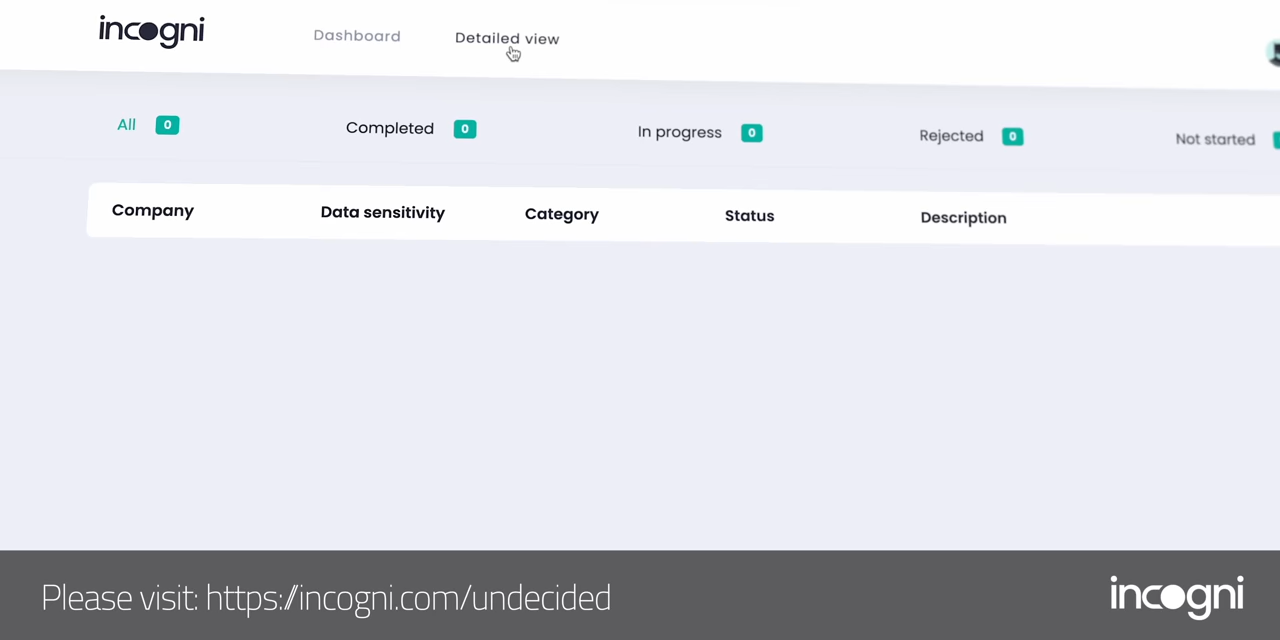 incogni Dashboard Detailed view
All 0 Completed 0 In progress 0 Rejected 0 Not started
Company Data sensitivity Category Status Description
Please visit: https://incogni.com/undecided incogni